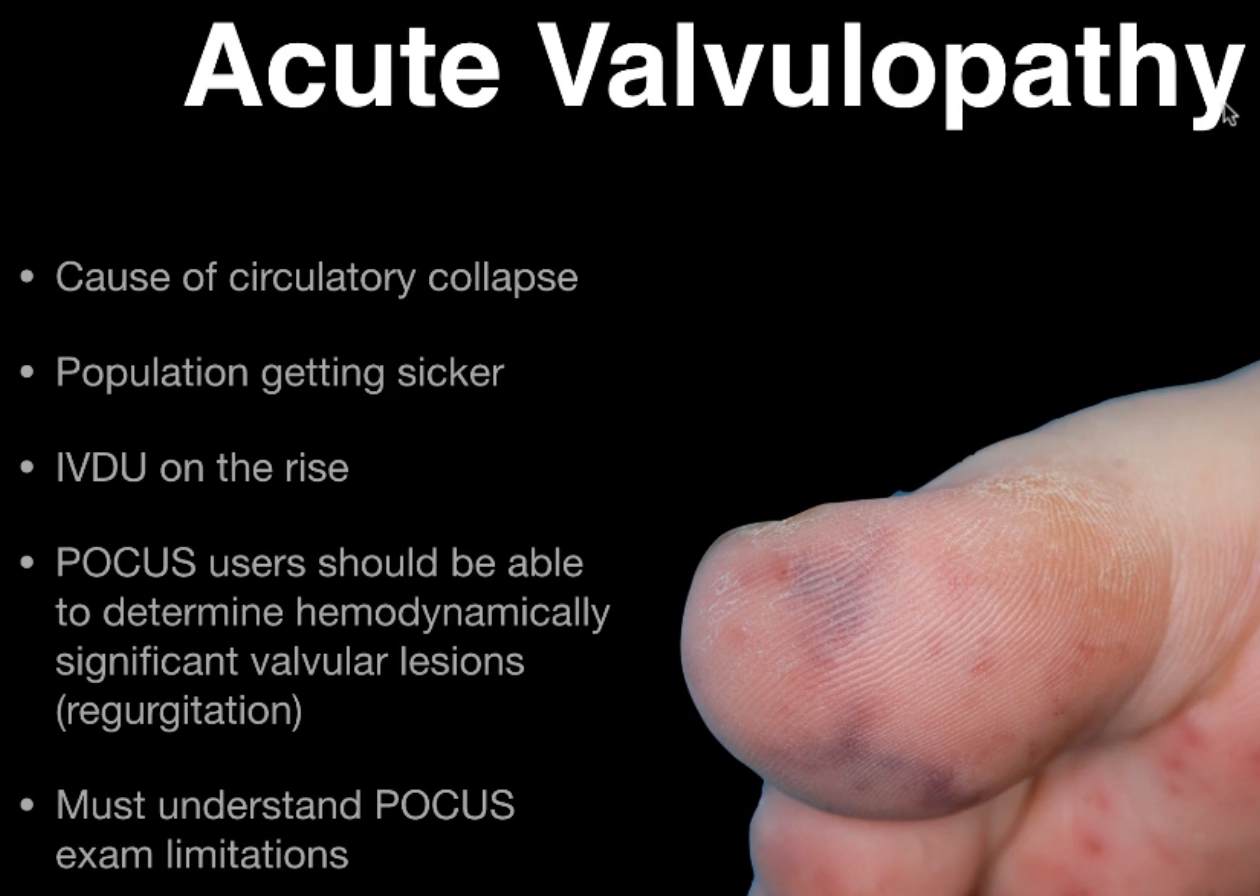 Acute Valvulopathy
• Cause of circulatory collapse
• Population getting sicker
• IVDU on the rise
• POCUS users should be able
to determine hemodynamically
significant valvular lesions
(regurgitation)
• Must understand POCUS
exam limitations